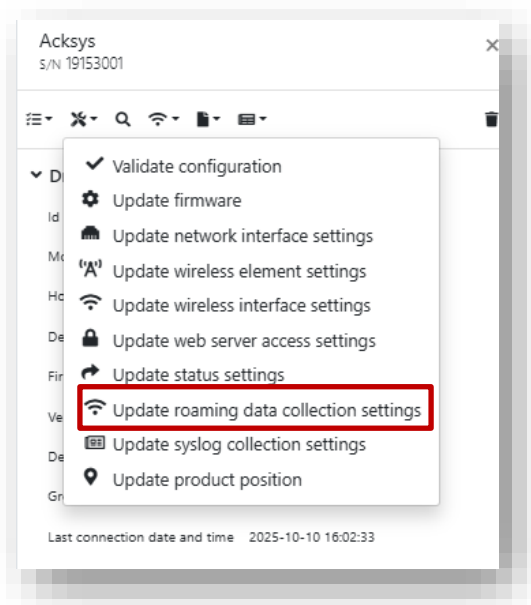 Acksys
S/N 19153001
Validate configuration
Update firmware
Id
Update network interface settings
Update wireless element settings
Update wireless interface settings
Update web server access settings
Update status settings
Update roaming data collection settings
Update syslog collection settings
Update product position
Last connection date and time 2025-10-10 16:02:33